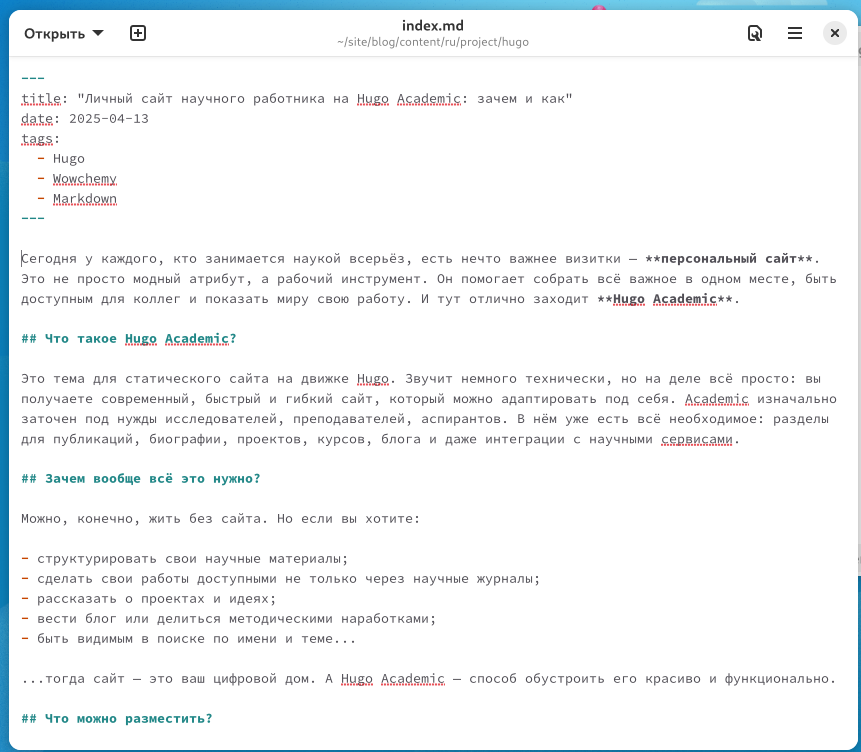 Открыть
index.md
~/site/blog/content/ru/project/hugo
---
title: "Личный сайт научного работника на Hugo Academic: зачем и как"
date: 2025-04-13
tags:
- Hugo
- Wowchemy
- Markdown
---
Сегодня у каждого, кто занимается наукой всерьёз, есть нечто важнее визитки — **персональный сайт**.
Это не просто модный атрибут, а рабочий инструмент. Он помогает собрать всё важное в одном месте, быть
доступным для коллег и показать миру свою работу. И тут отлично заходит **Hugo Academic**.
## Что такое Hugo Academic?
Это тема для статического сайта на движке Hugo. Звучит немного технически, но на деле всё просто: вы
получаете современный, быстрый и гибкий сайт, который можно адаптировать под себя. Academic изначально
заточен под нужды исследователей, преподавателей, аспирантов. В нём уже есть всё необходимое: разделы
для публикаций, биографии, проектов, курсов, блога и даже интеграции с научными сервисами.
## Зачем вообще всё это нужно?
Можно, конечно, жить без сайта. Но если вы хотите:
- структурировать свои научные материалы;
- сделать свои работы доступными не только через научные журналы;
- рассказать о проектах и идеях;
- вести блог или делиться методическими наработками;
- быть видимым в поиске по имени и теме...
...тогда сайт — это ваш цифровой дом. А Hugo Academic — способ обустроить его красиво и функционально.
## Что можно разместить?